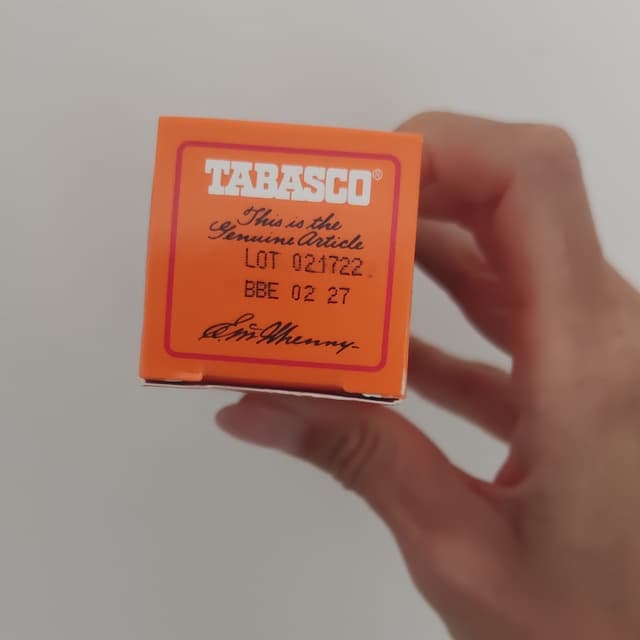 TABASCO®
This is the
Genuine Article
LOT 021722
BBE 02 27
E. McIlhenny